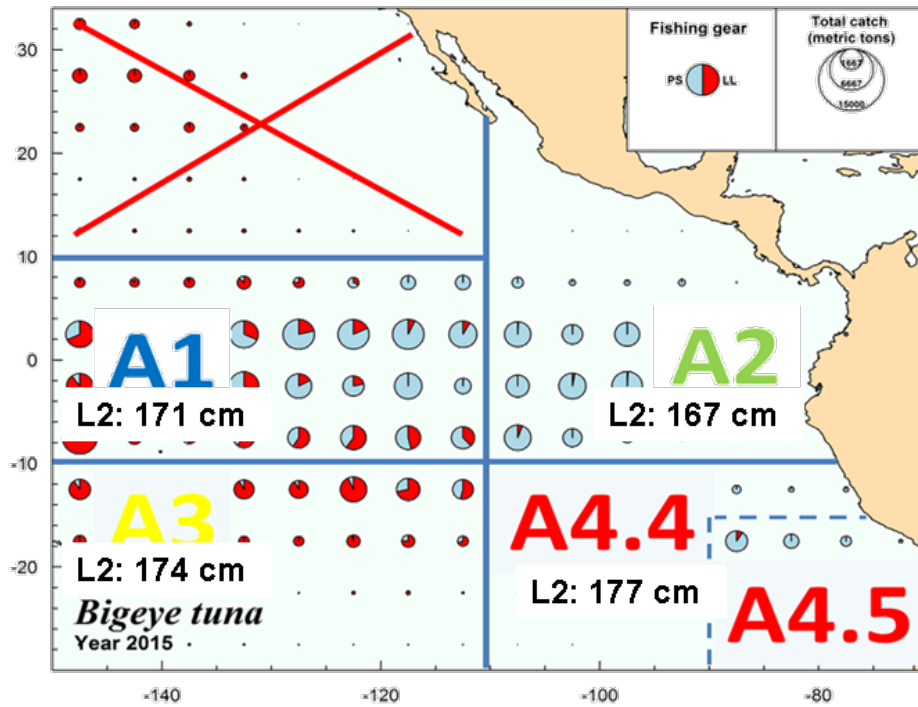 Fishing gear
PS LL
Total catch
(metric tons)
1667
6667
15000
30
20
10
0
-10
-20
A1
L2: 171 cm
A2
L2: 167 cm
A3
L2: 174 cm
A4.4
L2: 177 cm
A4.5
Bigeye tuna
Year 2015
-140 -120 -100 -80